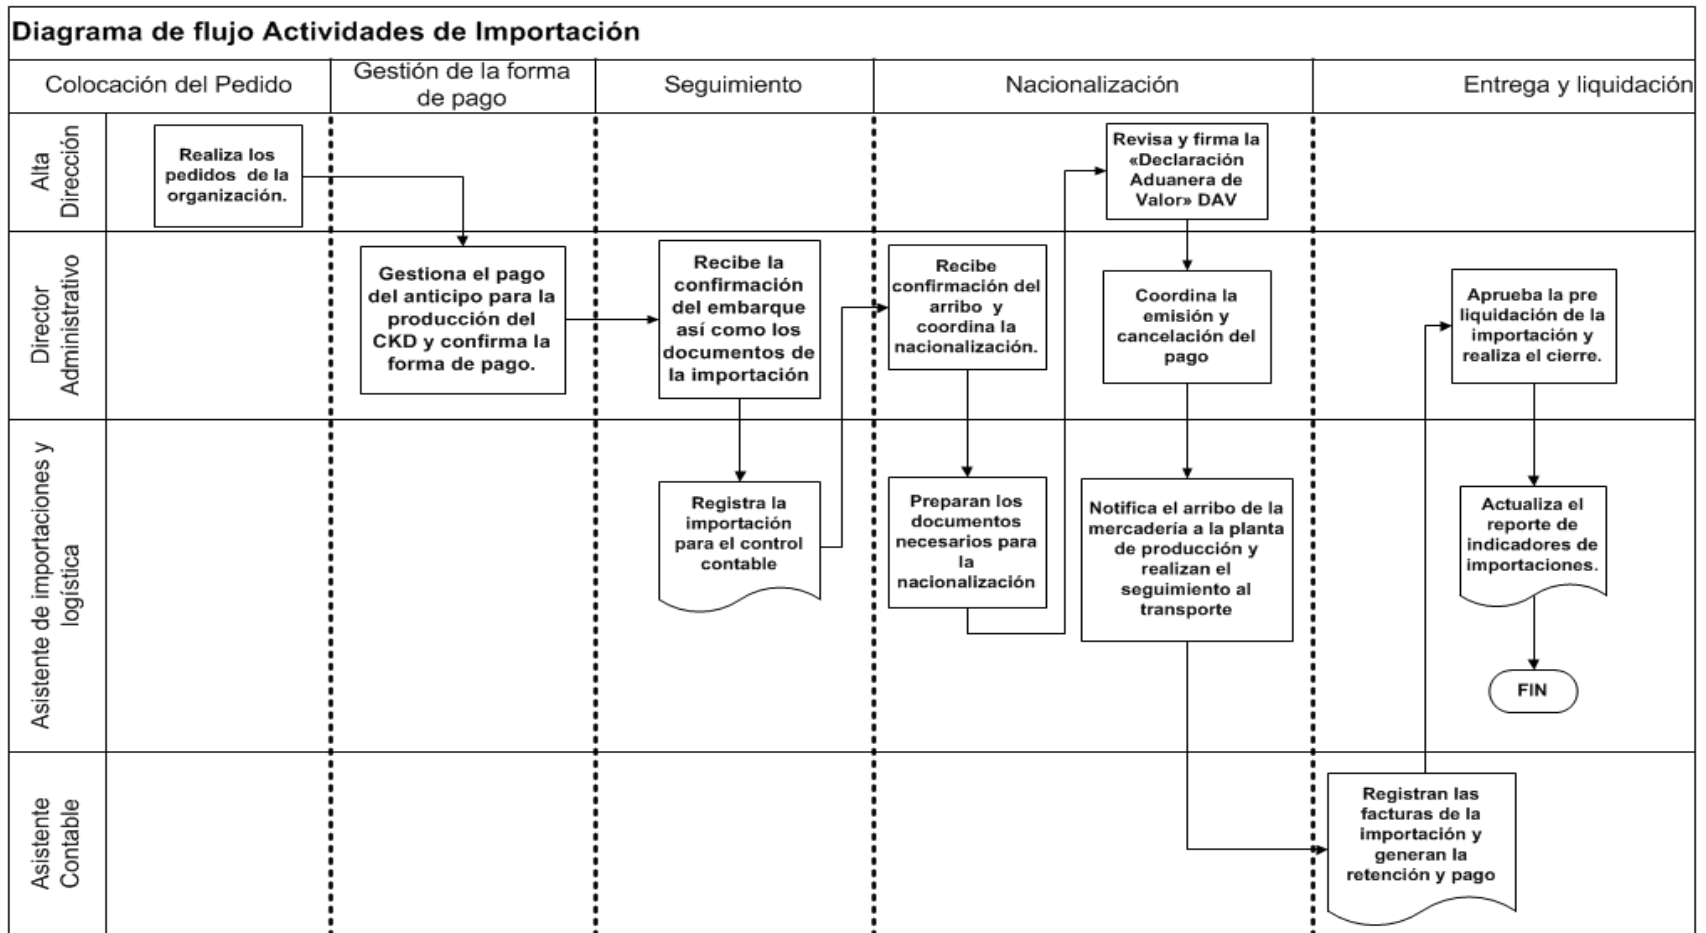 Diagrama de flujo Actividades de Importación
Colocación del Pedido
Gestión de la forma
de pago
Seguimiento
Nacionalización
Entrega y liquidación
Alta
Dirección
Realiza los
pedidos de la
organización.
Revisa y firma la
«Declaración
Aduanera de
Valor» DAV
Director
Administrativo
Gestiona el pago
del anticipo para la
producción del
CKD y confirma la
forma de pago.
Recibe la
confirmación
del embarque
así como los
documentos de
la importación
Recibe
confirmación del
arribo y
coordina la
nacionalización.
Coordina la
emisión y
cancelación del
pago
Aprueba la pre
liquidación de la
importación y
realiza el cierre.
Asistente de importaciones y
logística
Registra la
importación
para el control
contable
Preparan los
documentos
necesarios para
la
nacionalización
Notifica el arribo de la
mercadería a la planta
de producción y
realizan el
seguimiento al
transporte
Actualiza el
reporte de
indicadores de
importaciones.
FIN
Asistente
Contable
Registran las
facturas de la
importación y
generan la
retención y pago